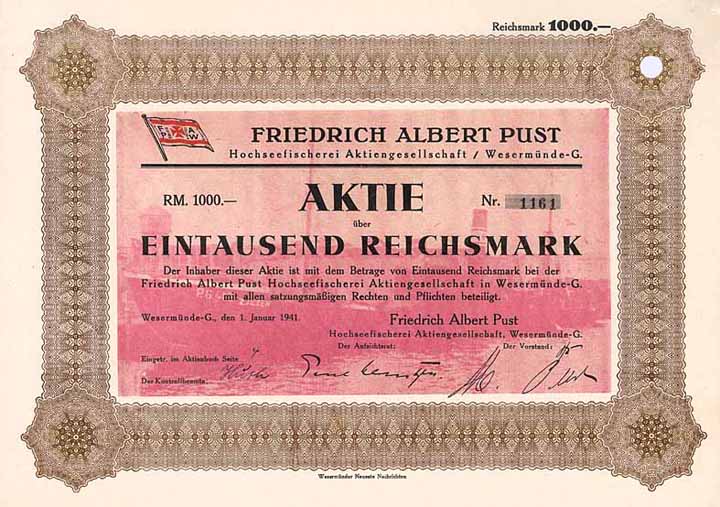 Reichsmark 1000.—
F A
P W
FRIEDRICH ALBERT PUST
Hochseefischerei Aktiengesellschaft / Wesermünde-G.
RM. 1000.— AKTIE Nr. 1161
über
EINTAUSEND REICHSMARK
Der Inhaber dieser Aktie ist mit dem Betrage von Eintausend Reichsmark bei der
Friedrich Albert Pust Hochseefischerei Aktiengesellschaft in Wesermünde-G.
mit allen satzungsmäßigen Rechten und Pflichten beteiligt.
Wesermünde-G., den 1. Januar 1941. Friedrich Albert Pust
Hochseefischerei Aktiengesellschaft, Wesermünde-G.
Der Aufsichtsrat: Der Vorstand:
Eingetr. im Aktienbuch Seite
Der Kontrollbeamte:
Wesermünder Neueste Nachrichten